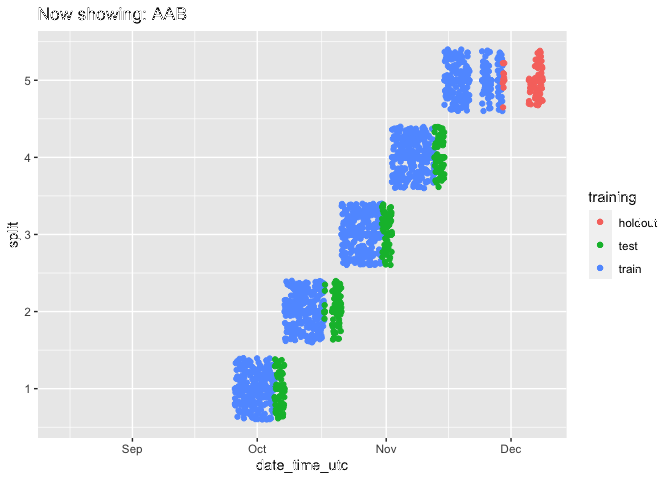 Now showing: AAB
5
4
3
2
1
split
Sep Oct Nov Dec
date_time_utc
training
holdout
test
train